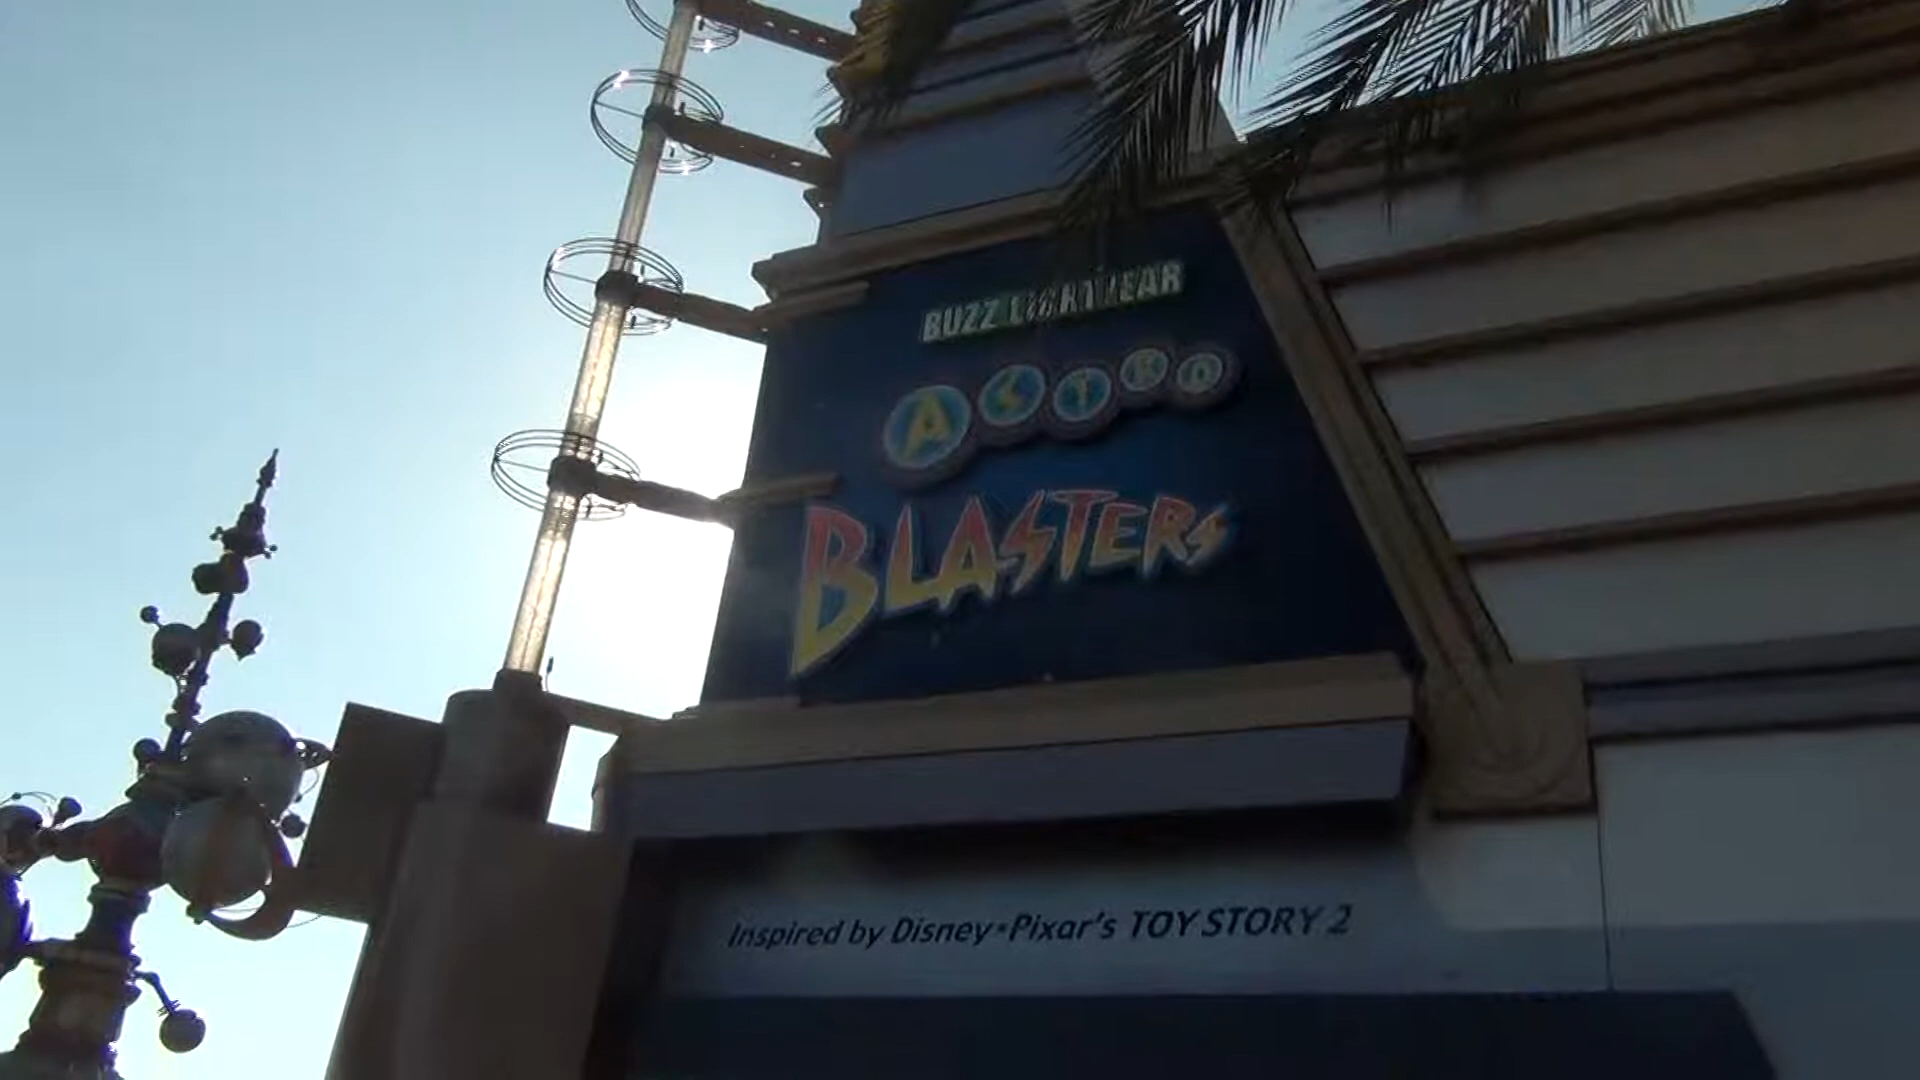 BUZZ LIGHTYEAR
ASTRO
BLASTERS
Inspired by Disney•Pixar's TOY STORY 2